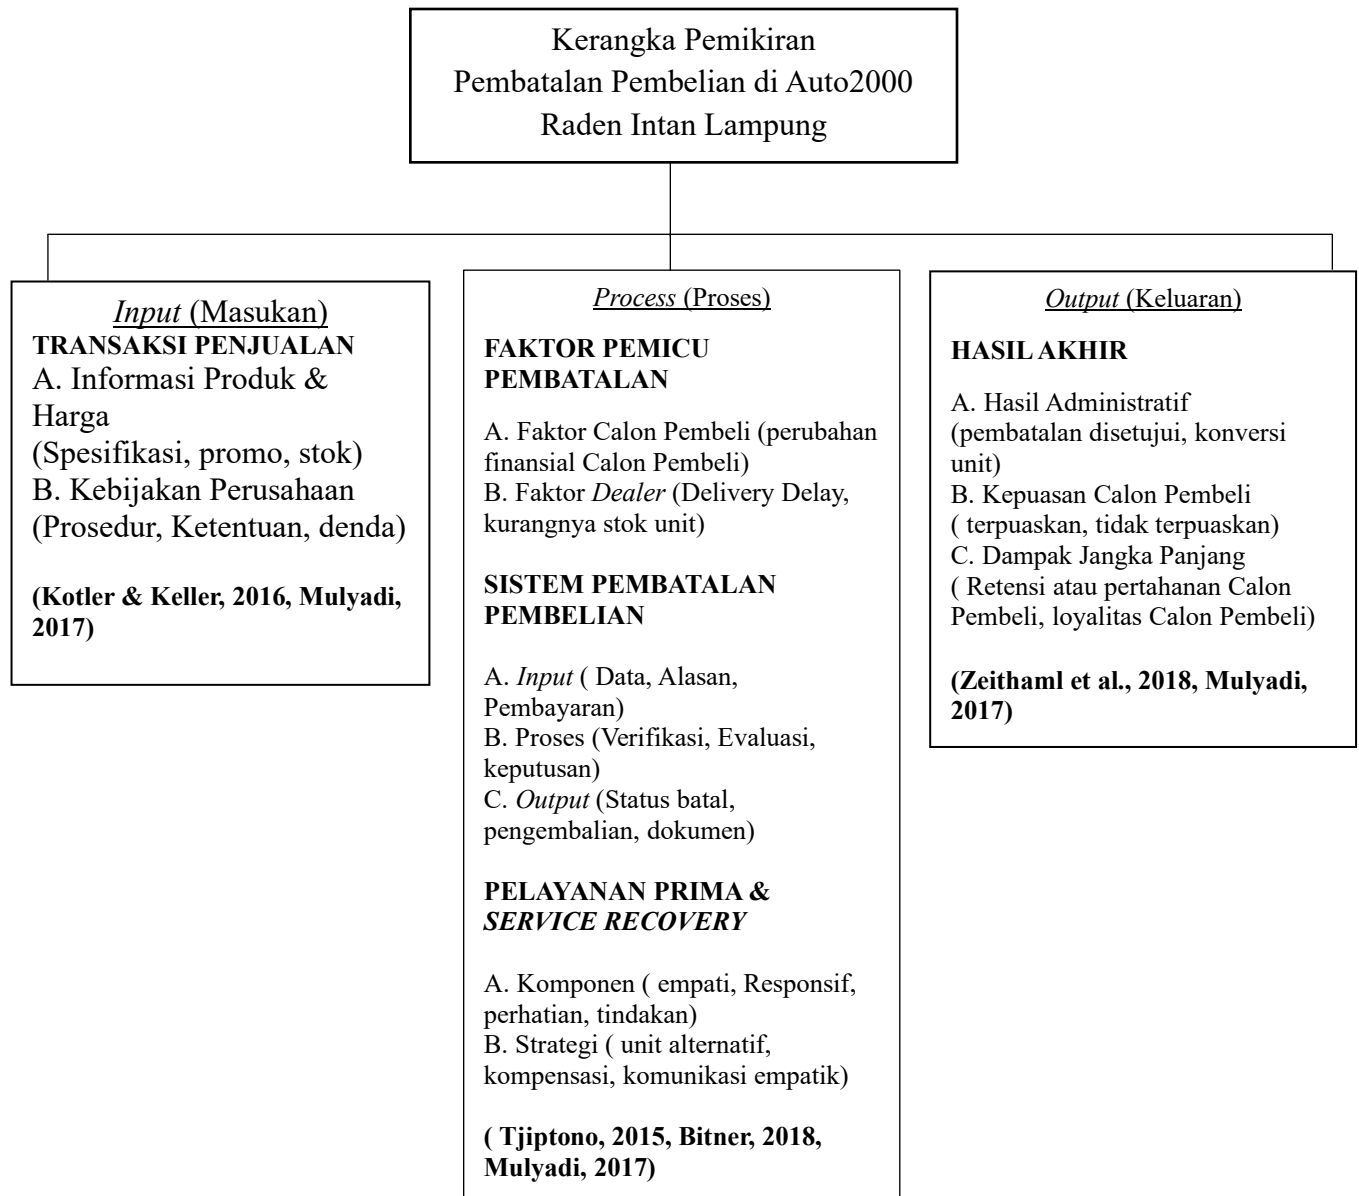 Kerangka Pemikiran
Pembatalan Pembelian di Auto2000
Raden Intan Lampung
Input (Masukan)
TRANSAKSI PENJUALAN
A. Informasi Produk &
Harga
(Spesifikasi, promo, stok)
B. Kebijakan Perusahaan
(Prosedur, Ketentuan, denda)
(Kotler & Keller, 2016, Mulyadi,
2017)
Process (Proses)
FAKTOR PEMICU
PEMBATALAN
A. Faktor Calon Pembeli (perubahan
finansial Calon Pembeli)
B. Faktor Dealer (Delivery Delay,
kurangnya stok unit)
SISTEM PEMBATALAN
PEMBELIAN
A. Input ( Data, Alasan,
Pembayaran)
B. Proses (Verifikasi, Evaluasi,
keputusan)
C. Output (Status batal,
pengembalian, dokumen)
PELAYANAN PRIMA &
SERVICE RECOVERY
A. Komponen ( empati, Responsif,
perhatian, tindakan)
B. Strategi ( unit alternatif,
kompensasi, komunikasi empatik)
( Tjiptono, 2015, Bitner, 2018,
Mulyadi, 2017)
Output (Keluaran)
HASIL AKHIR
A. Hasil Administratif
(pembatalan disetujui, konversi
unit)
B. Kepuasan Calon Pembeli
( terpuaskan, tidak terpuaskan)
C. Dampak Jangka Panjang
( Retensi atau pertahanan Calon
Pembeli, loyalitas Calon Pembeli)
(Zeithaml et al., 2018, Mulyadi,
2017)